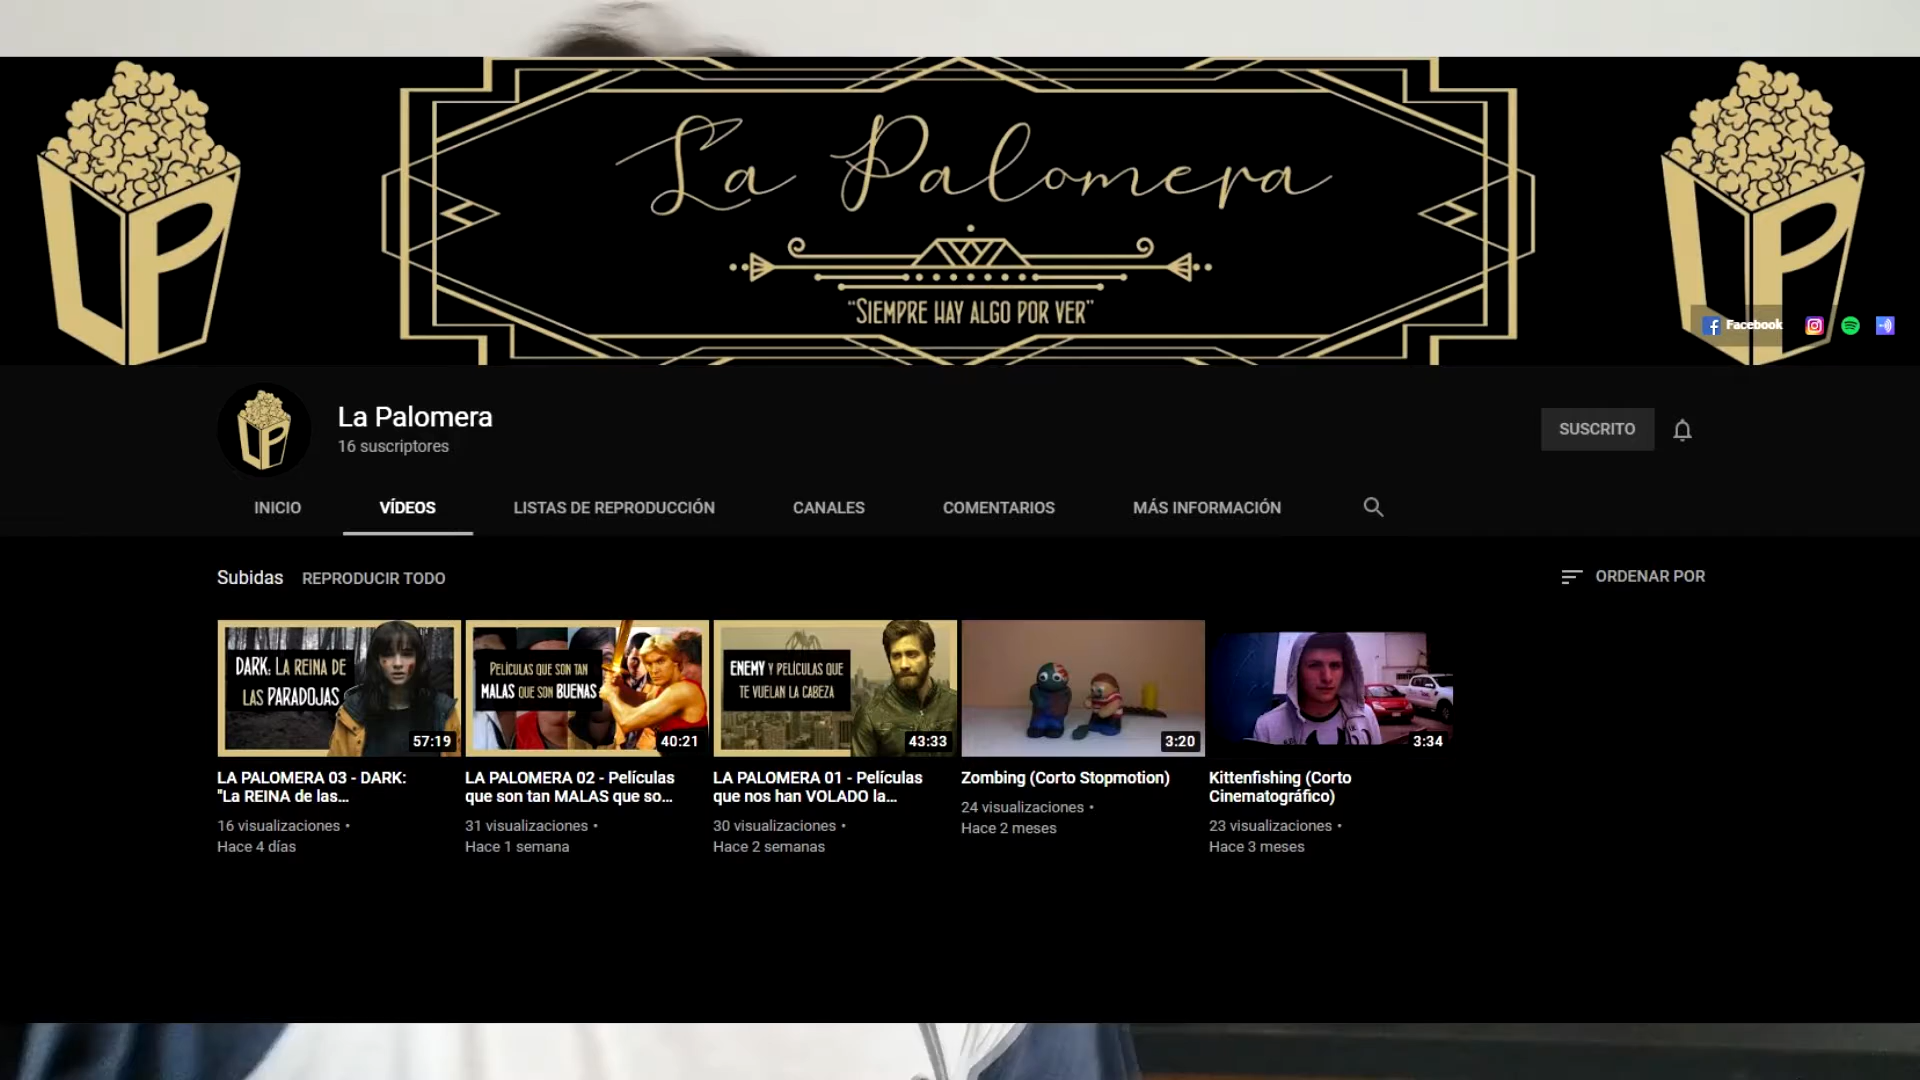 La Palomera
"SIEMPRE HAY ALGO POR VER"
LP
LP
Facebook
La Palomera
16 suscriptores
SUSCRITO
INICIO
VÍDEOS
LISTAS DE REPRODUCCIÓN
CANALES
COMENTARIOS
MÁS INFORMACIÓN
Subidas
REPRODUCIR TODO
ORDENAR POR
DARK: LA REINA DE
LAS PARADOJAS
57:19
LA PALOMERA 03 - DARK:
"La REINA de las...
16 visualizaciones •
Hace 4 días
PELÍCULAS QUE SON TAN
MALAS QUE SON BUENAS
40:21
LA PALOMERA 02 - Películas
que son tan MALAS que so...
31 visualizaciones •
Hace 1 semana
ENEMY Y PELÍCULAS QUE
TE VUELAN LA CABEZA
43:33
LA PALOMERA 01 - Películas
que nos han VOLADO la...
30 visualizaciones •
Hace 2 semanas
3:20
Zombing (Corto Stopmotion)
24 visualizaciones •
Hace 2 meses
3:34
Kittenfishing (Corto
Cinematográfico)
23 visualizaciones •
Hace 3 meses